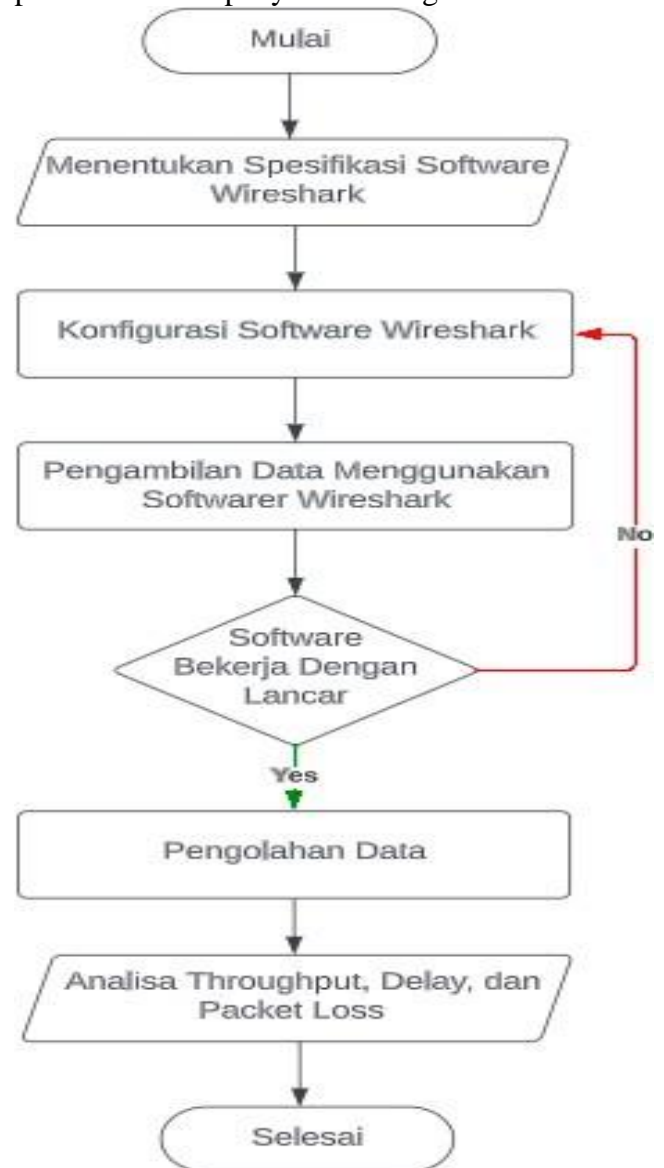 Mulai
Menentukan Spesifikasi Software
Wireshark
Konfigurasi Software Wireshark
Pengambilan Data Menggunakan
Softwarer Wireshark
No
Software
Bekerja Dengan
Lancar
Yes
Pengolahan Data
Analisa Throughput, Delay, dan
Packet Loss
Selesai